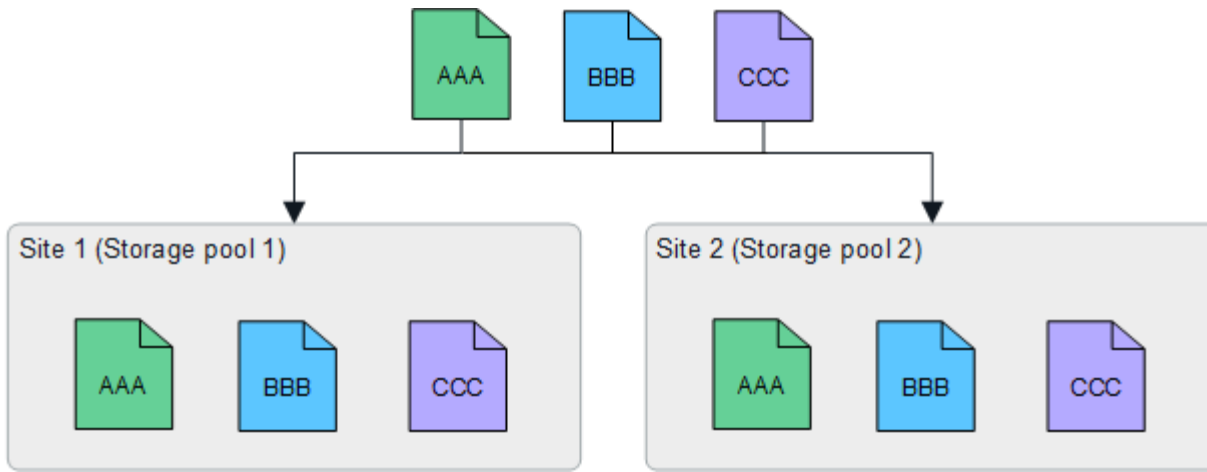 AAA
BBB
CCC
Site 1 (Storage pool 1)
AAA
BBB
CCC
Site 2 (Storage pool 2)
AAA
BBB
CCC